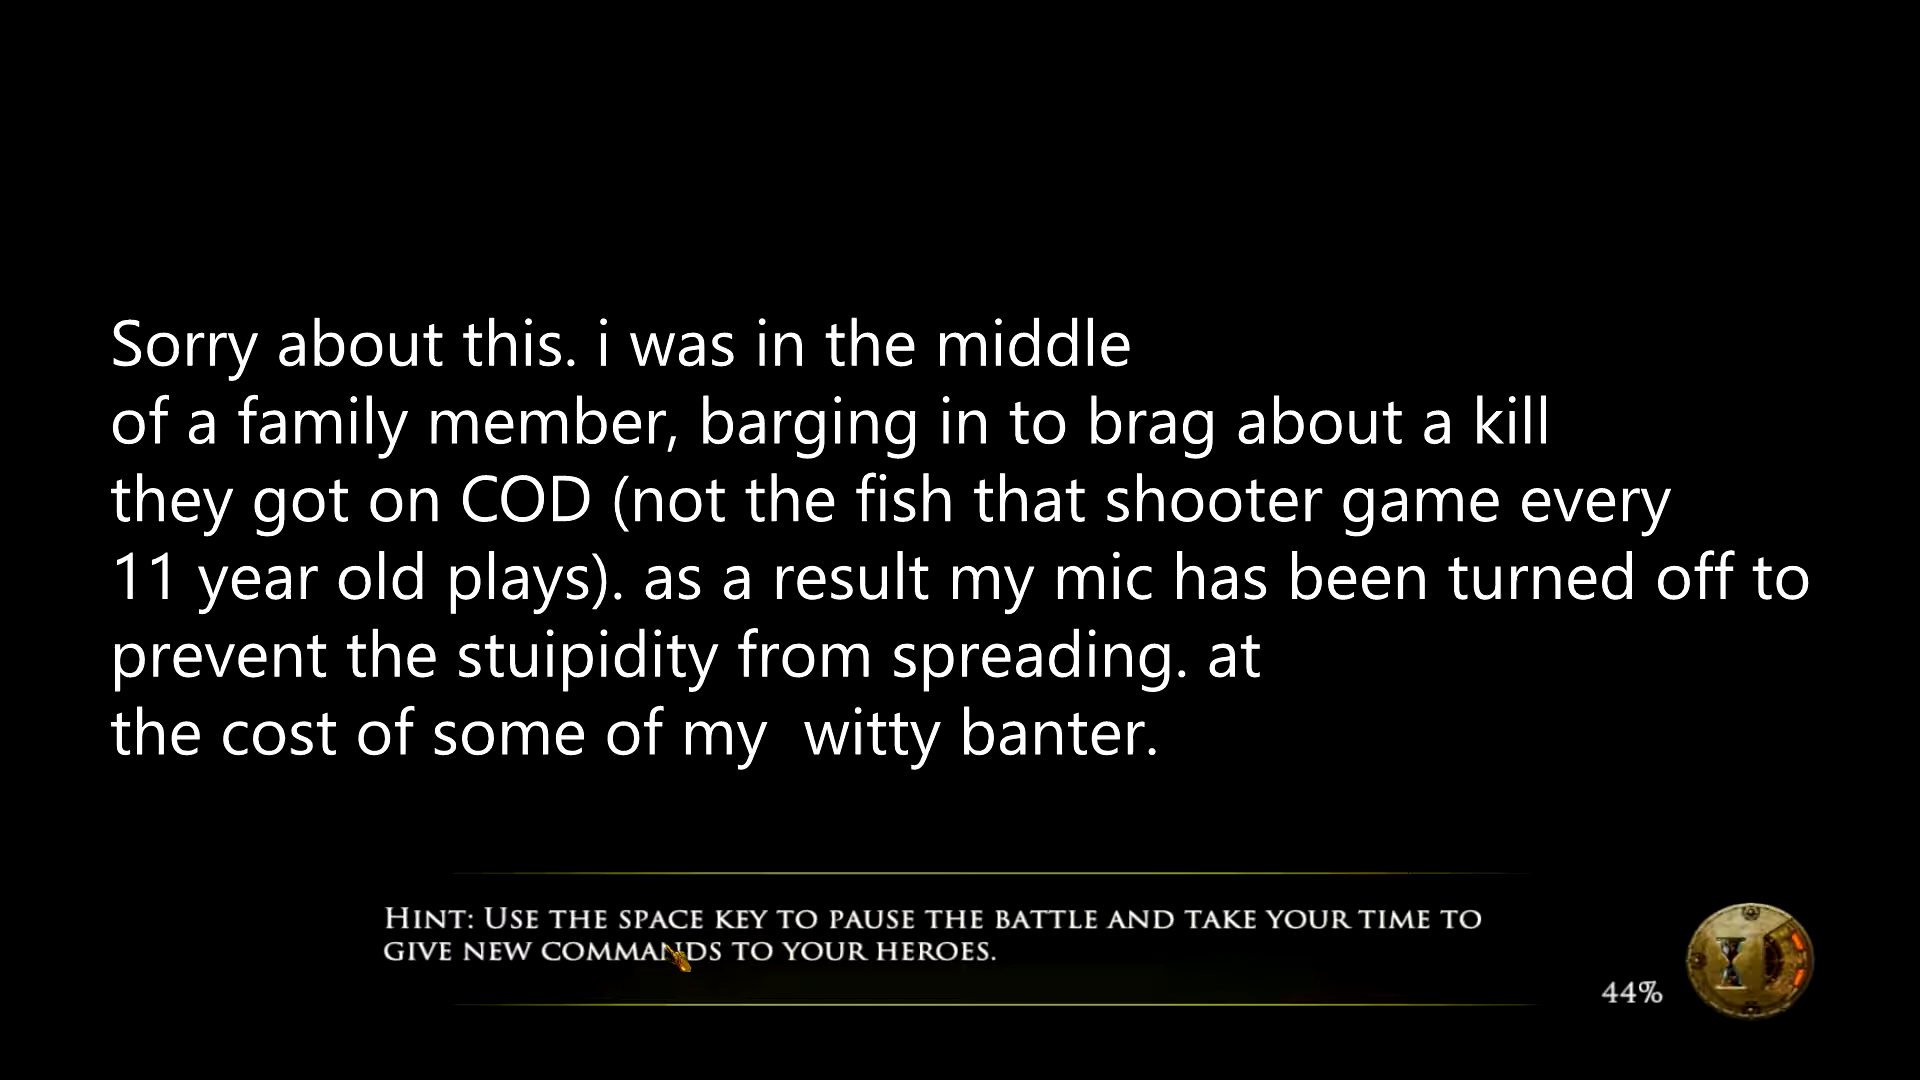 Sorry about this. i was in the middle
of a family member, barging in to brag about a kill
they got on COD (not the fish that shooter game every
11 year old plays). as a result my mic has been turned off to
prevent the stuipidity from spreading. at
the cost of some of my  witty banter.
HINT: USE THE SPACE KEY TO PAUSE THE BATTLE AND TAKE YOUR TIME TO
GIVE NEW COMMANDS TO YOUR HEROES.
44%